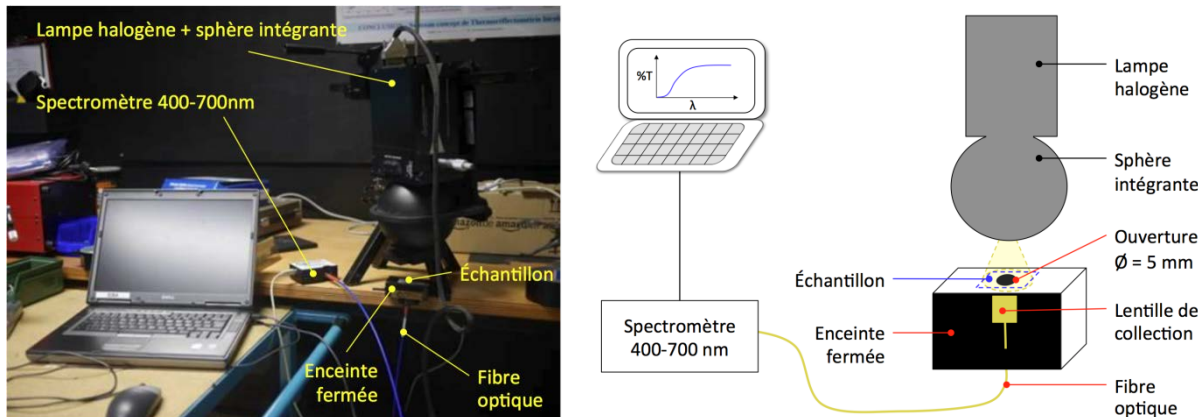 Lampe halogène + sphère intégrante
Spectromètre 400-700nm
Échantillon
Enceinte
fermée
Fibre
optique
%T
λ
Spectromètre
400-700 nm
Lampe
halogène
Sphère
intégrante
Ouverture
Ø = 5 mm
Échantillon
Lentille de
collection
Enceinte
fermée
Fibre
optique